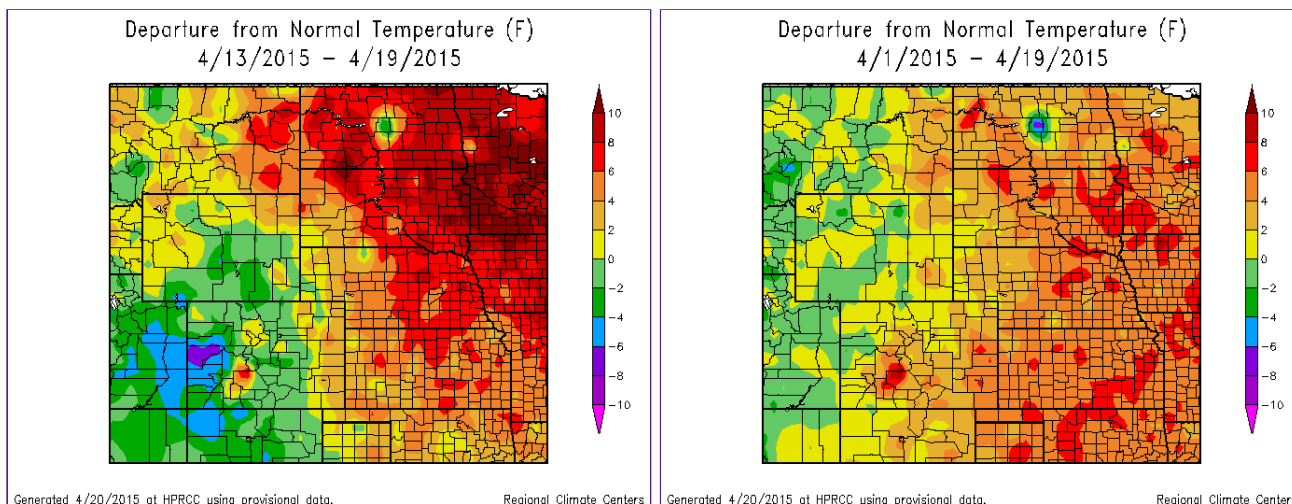 Departure from Normal Temperature (F)
4/13/2015 – 4/19/2015
10
8
6
4
2
0
−2
−4
−6
−8
−10
Generated 4/20/2015 at HPRCC using provisional data.
Regional Climate Centers
Departure from Normal Temperature (F)
4/1/2015 – 4/19/2015
10
8
6
4
2
0
−2
−4
−6
−8
−10
Generated 4/20/2015 at HPRCC using provisional data.
Regional Climate Centers